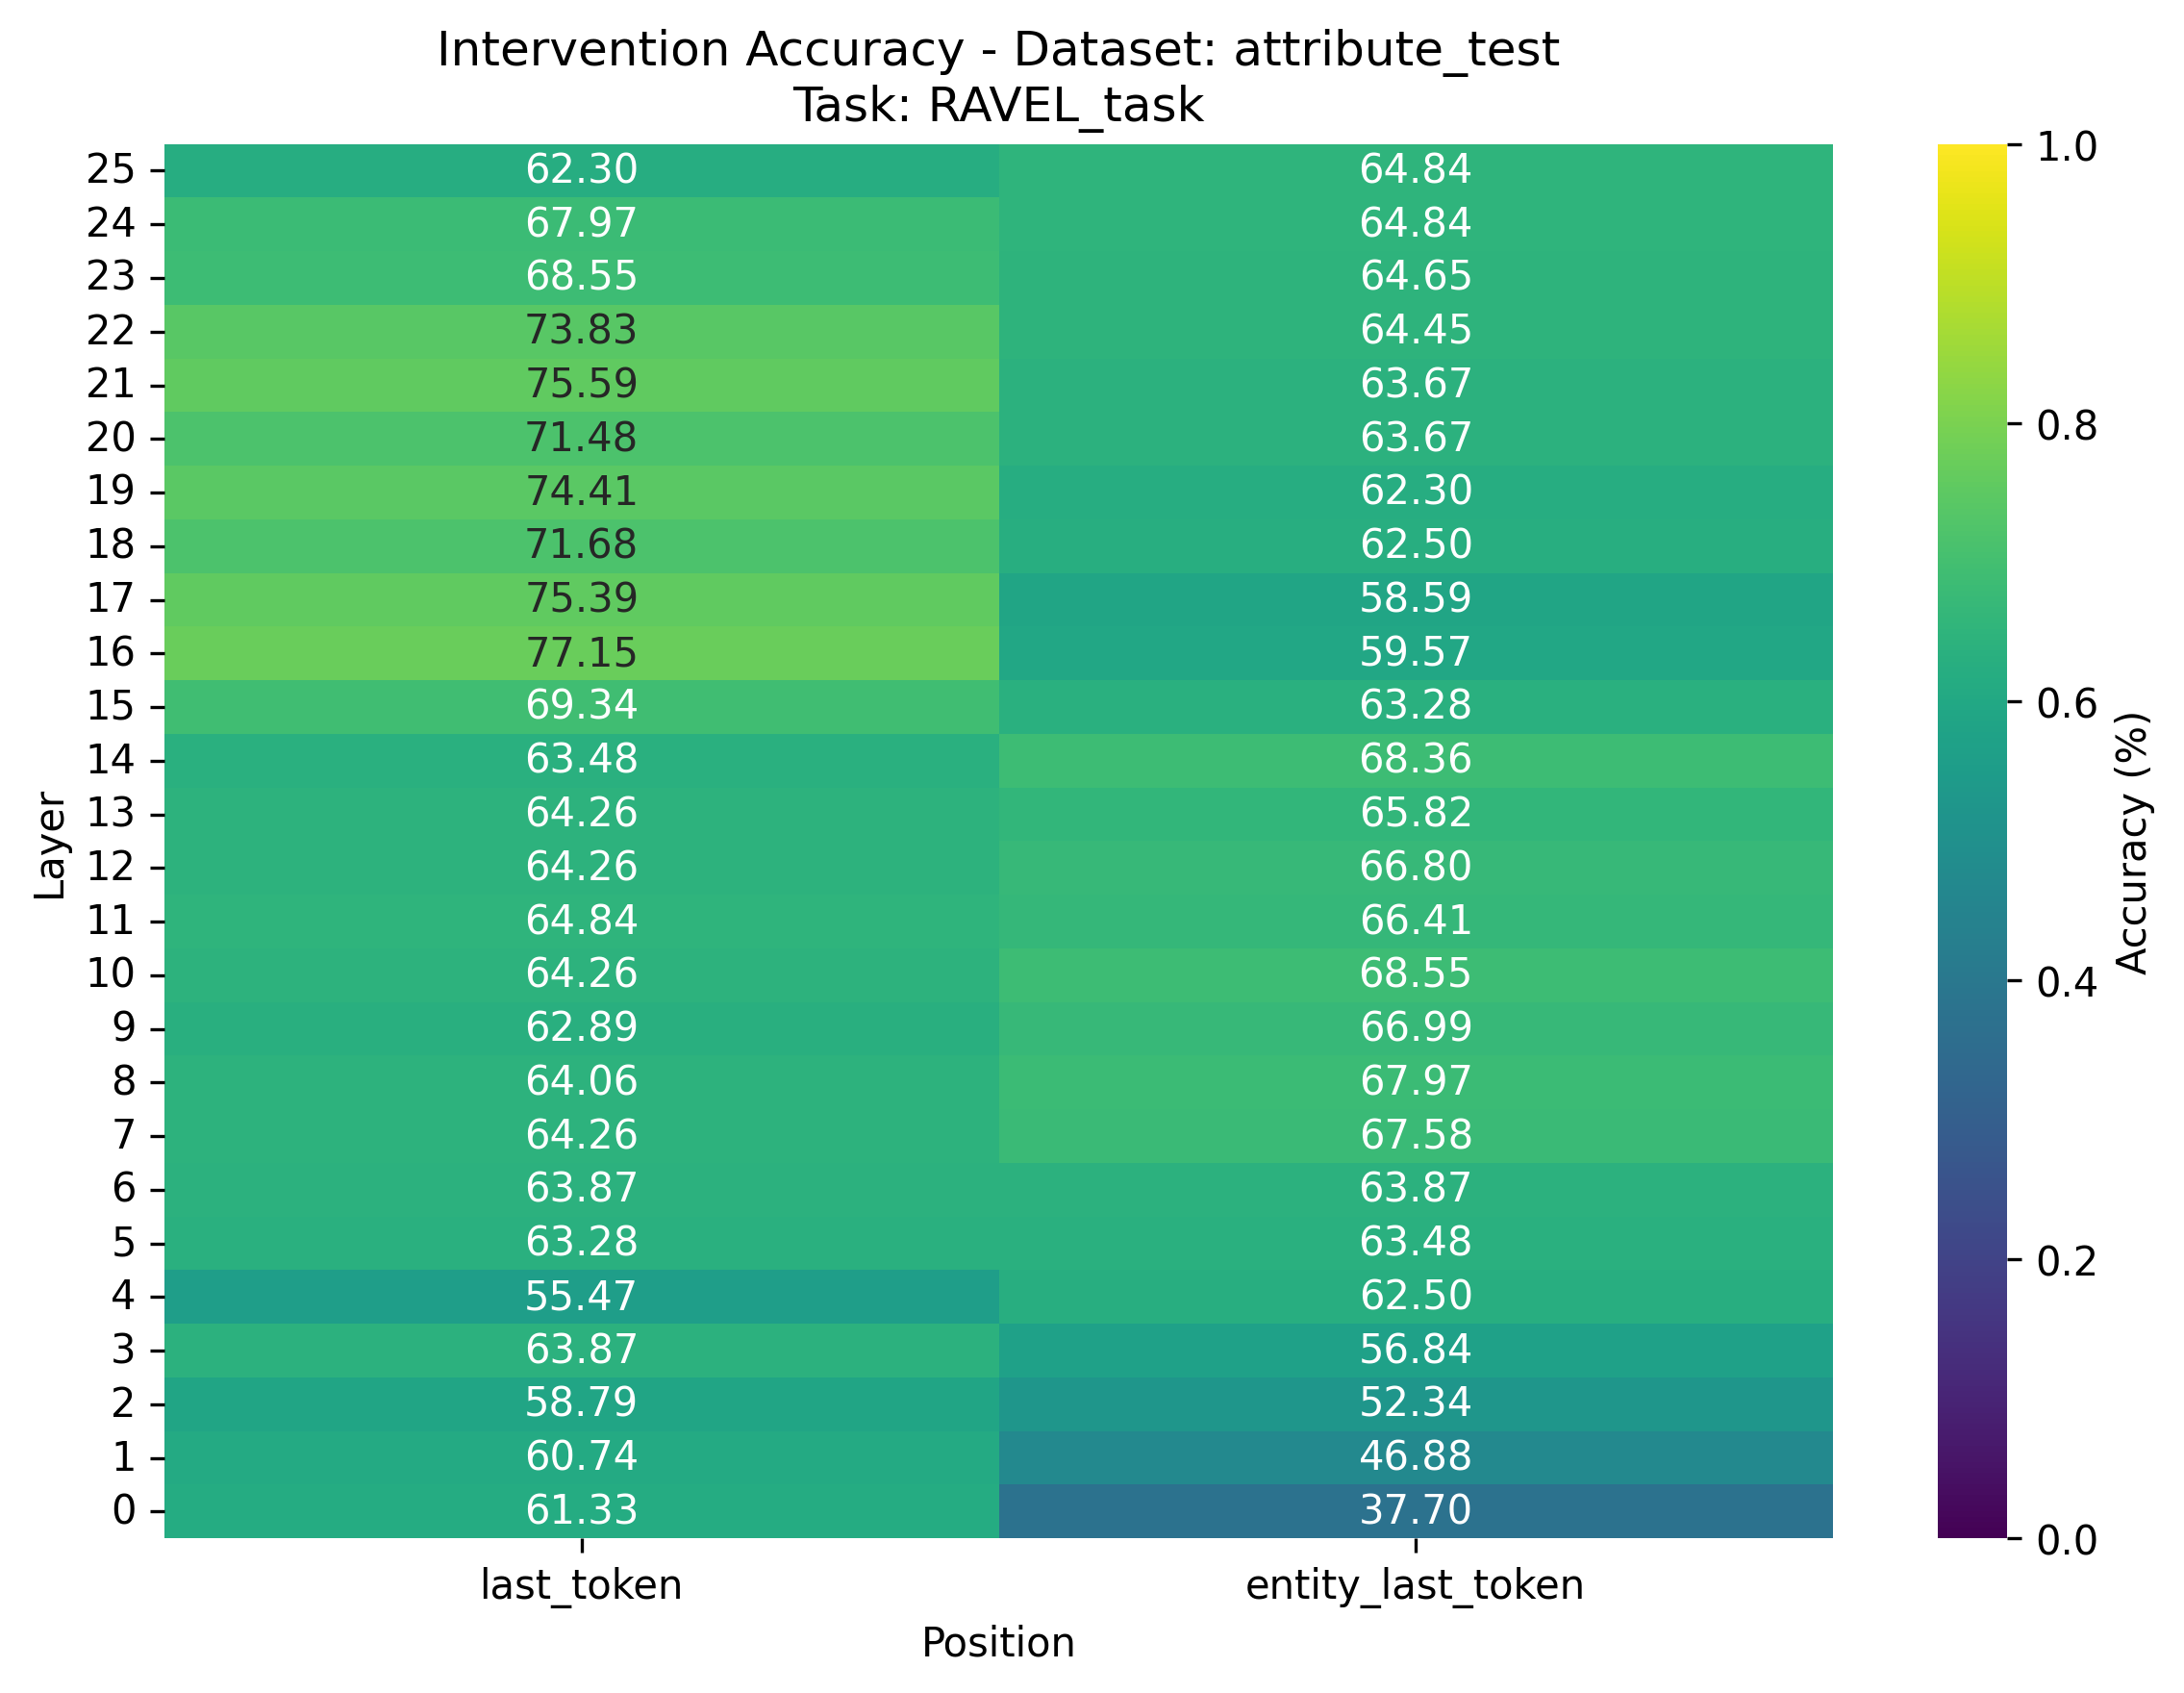 Intervention Accuracy - Dataset: attribute_test
Task: RAVEL_task
25 62.30 64.84
24 67.97 64.84
23 68.55 64.65
22 73.83 64.45
21 75.59 63.67
20 71.48 63.67
19 74.41 62.30
18 71.68 62.50
17 75.39 58.59
16 77.15 59.57
15 69.34 63.28
14 63.48 68.36
13 64.26 65.82
12 64.26 66.80
11 64.84 66.41
10 64.26 68.55
9 62.89 66.99
8 64.06 67.97
7 64.26 67.58
6 63.87 63.87
5 63.28 63.48
4 55.47 62.50
3 63.87 56.84
2 58.79 52.34
1 60.74 46.88
0 61.33 37.70
Layer
last_token entity_last_token
Position
1.0
0.8
0.6
0.4
0.2
0.0
Accuracy (%)